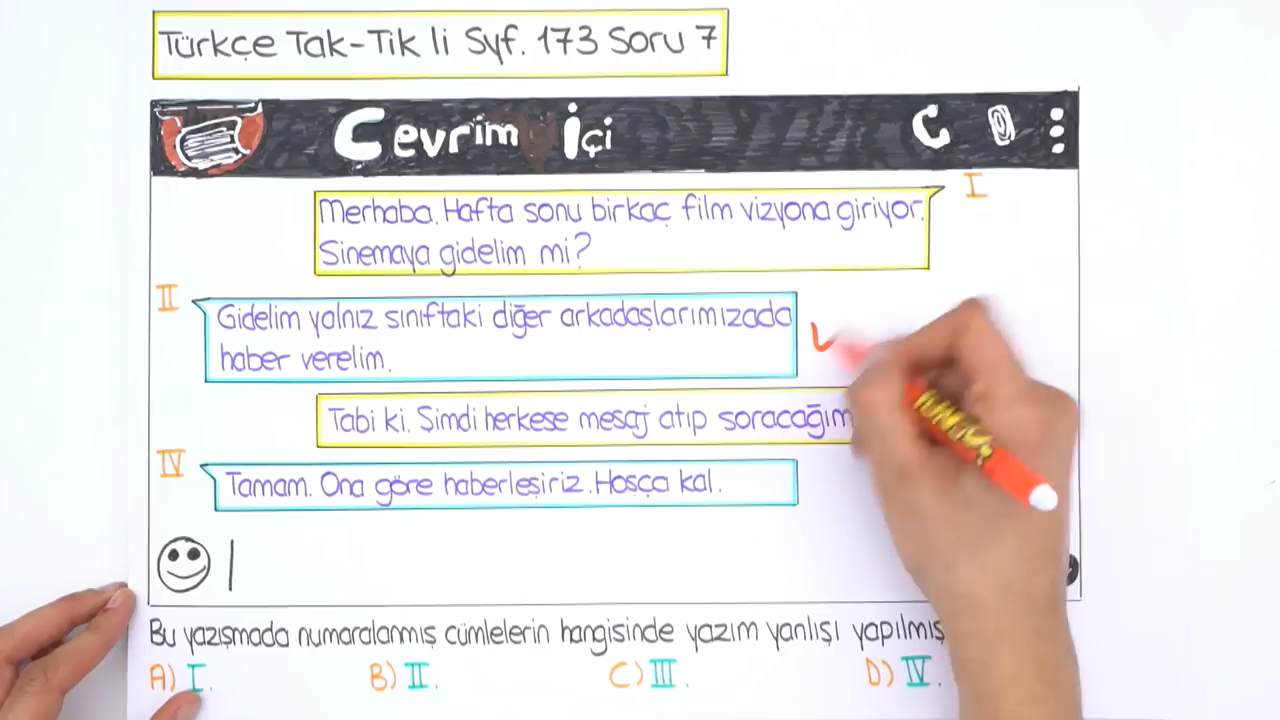 Türkçe Tak-Tik li Syf. 173 Soru 7
Cevrim İçi
I
Merhaba. Hafta sonu birkaç film vizyona giriyor.
Sinemaya gidelim mi?
II
Gidelim yalnız sınıftaki diğer arkadaşlarımızada
haber verelim.
Tabi ki. Şimdi herkese mesaj atıp soracağım
IV
Tamam. Ona göre haberleşiriz. Hosça kal.
Bu yazışmada numaralanmış cümlelerin hangisinde yazım yanlışı yapılmış
A) I. B) II. C) III. D) IV.